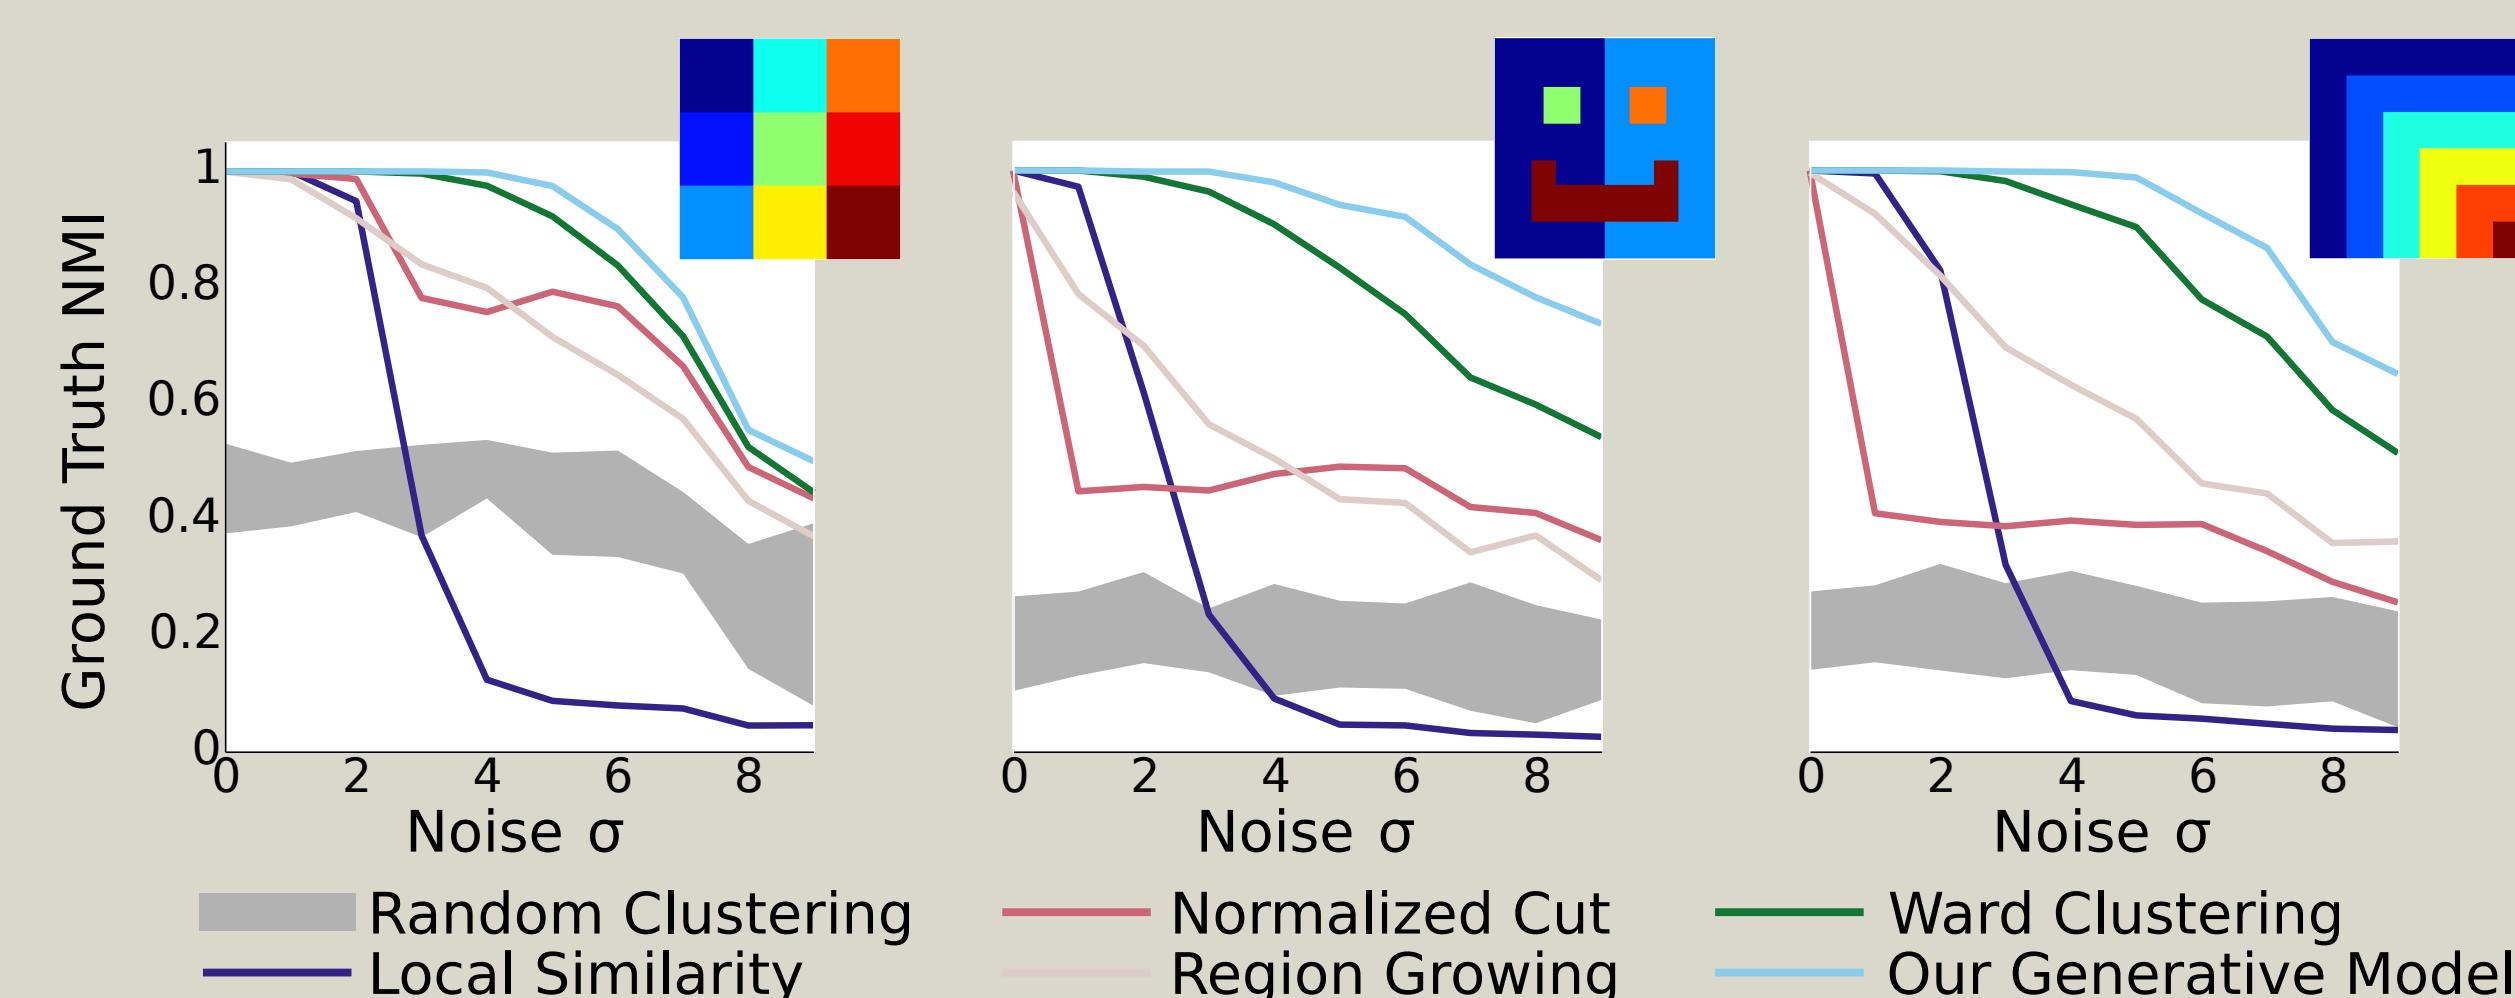 Ground Truth NMI
1
0.8
0.6
0.4
0.2
0
0 2 4 6 8
0 2 4 6 8
0 2 4 6 8
Noise σ
Noise σ
Noise σ
Random Clustering
Normalized Cut
Ward Clustering
Local Similarity
Region Growing
Our Generative Model